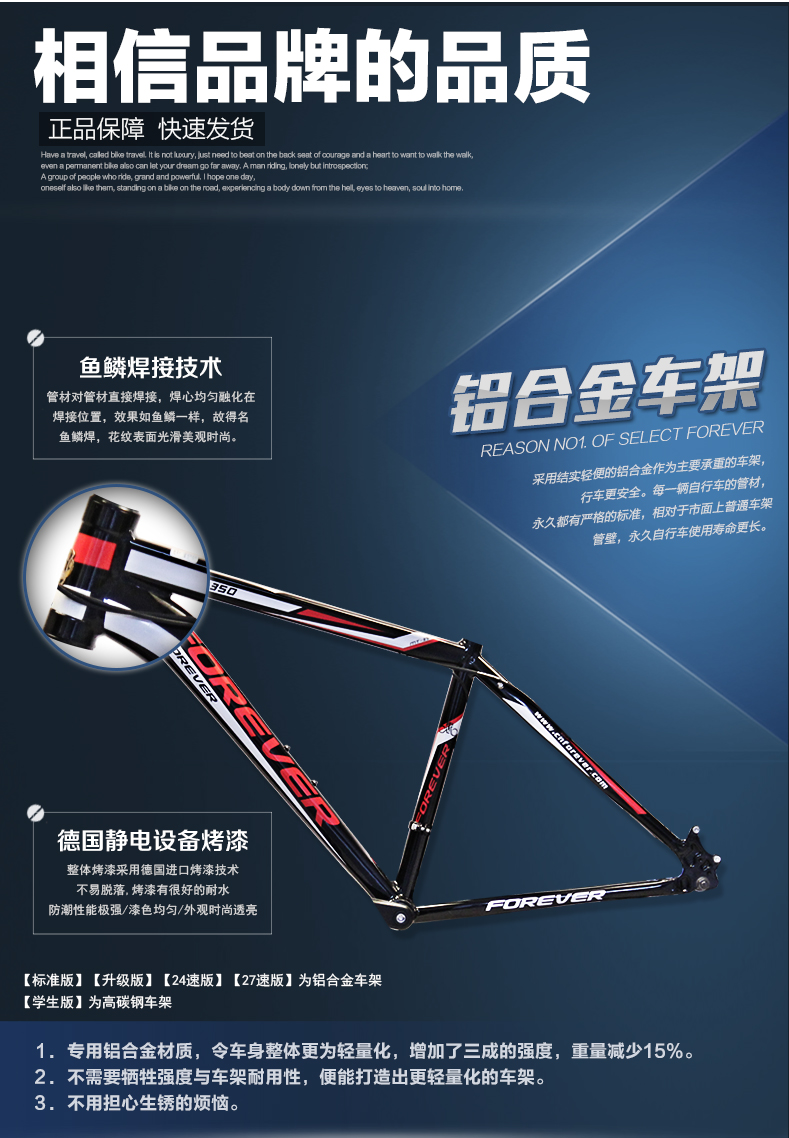 相信品牌的品质
正品保障 快速发货
Have a travel, called bike travel. It is not luxury, just need to beat on the back seat of courage and a heart to want to walk the walk,
even a permanent bike also can let your dream go far away. A man riding, lonely but introspection;
A group of people who ride, grand and powerful. I hope one day,
oneself also like them, standing on a bike on the road, experiencing a body down from the hell, eyes to heaven, soul into home.
鱼鳞焊接技术
管材对管材直接焊接，焊心均匀融化在
焊接位置，效果如鱼鳞一样，故得名
鱼鳞焊，花纹表面光滑美观时尚。
铝合金车架
REASON NO1. OF SELECT FOREVER
采用结实轻便的铝合金作为主要承重的车架，
行车更安全。每一辆自行车的管材，
永久都有严格的标准，相对于市面上普通车架
管壁，永久自行车使用寿命更长。
350
FOREVER
FOREVER
FOREVER
www.cnforever.com
FOREVER
德国静电设备烤漆
整体烤漆采用德国进口烤漆技术
不易脱落,烤漆有很好的耐水
防潮性能极强/漆色均匀/外观时尚透亮
【标准版】【升级版】【24速版】【27速版】为铝合金车架
【学生版】为高碳钢车架
1. 专用铝合金材质，令车身整体更为轻量化，增加了三成的强度，重量减少15%。
2. 不需要牺牲强度与车架耐用性，便能打造出更轻量化的车架。
3. 不用担心生锈的烦恼。